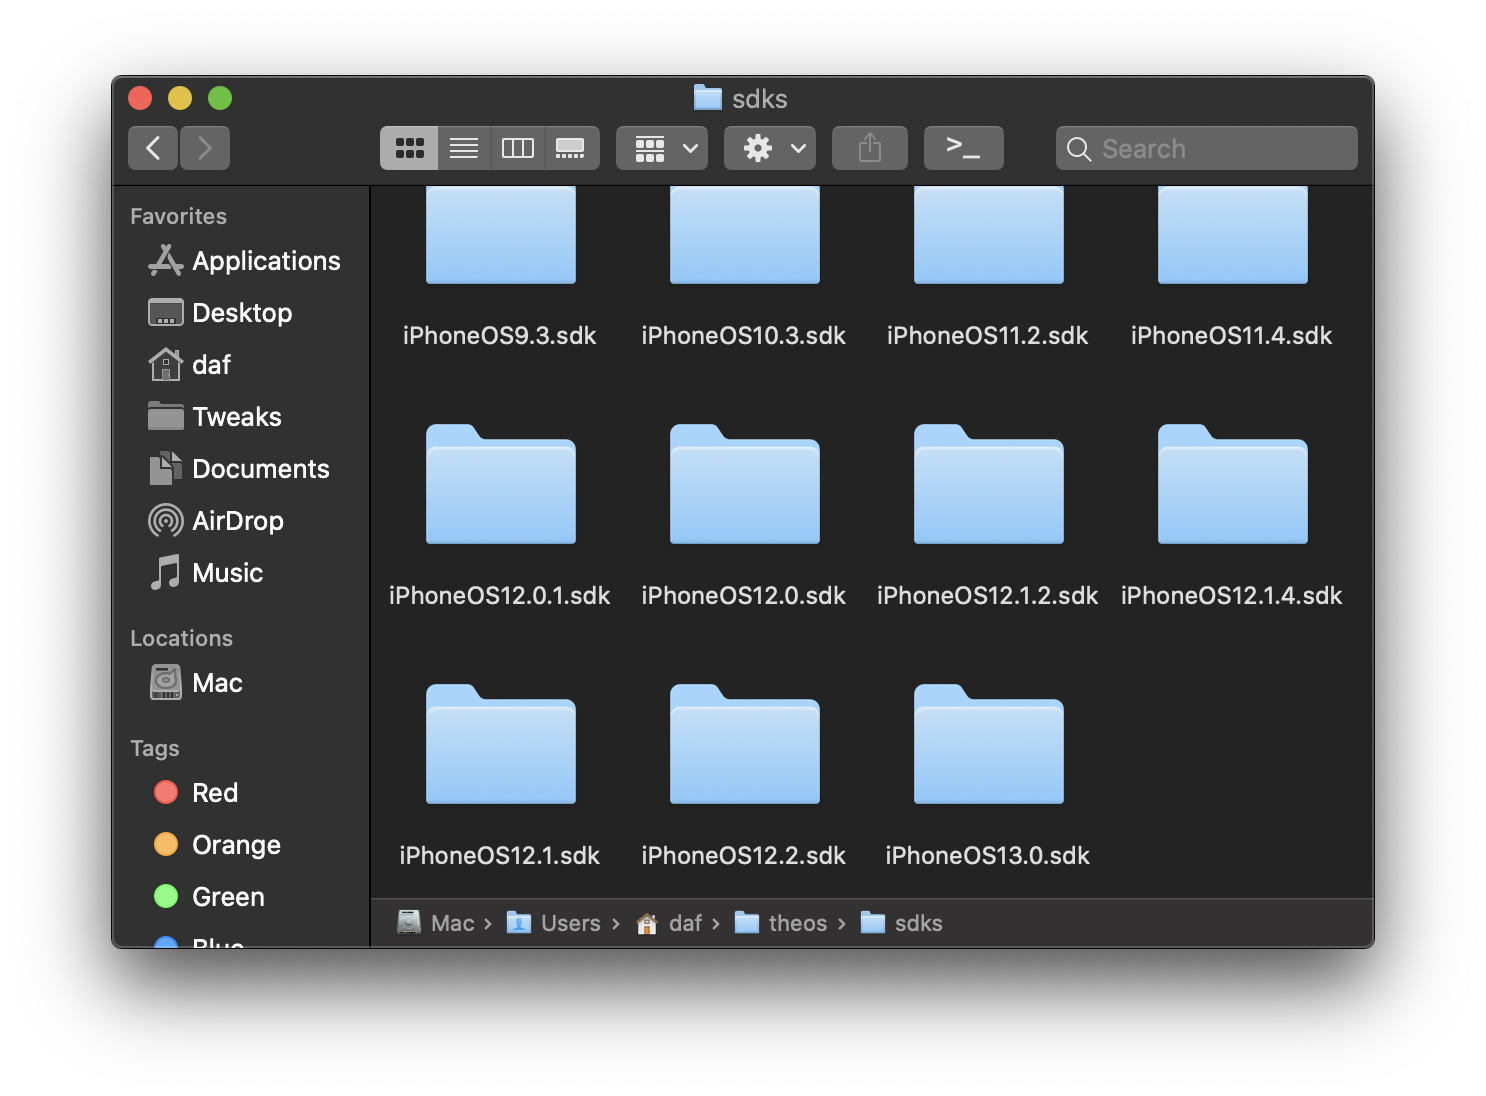 sdks
>_
Search
Favorites
Applications
Desktop
daf
Tweaks
Documents
AirDrop
Music
Locations
Mac
Tags
Red
Orange
Green
Blue
iPhoneOS9.3.sdk iPhoneOS10.3.sdk iPhoneOS11.2.sdk iPhoneOS11.4.sdk
iPhoneOS12.0.1.sdk iPhoneOS12.0.sdk iPhoneOS12.1.2.sdk iPhoneOS12.1.4.sdk
iPhoneOS12.1.sdk iPhoneOS12.2.sdk iPhoneOS13.0.sdk
Mac › Users › daf › theos › sdks